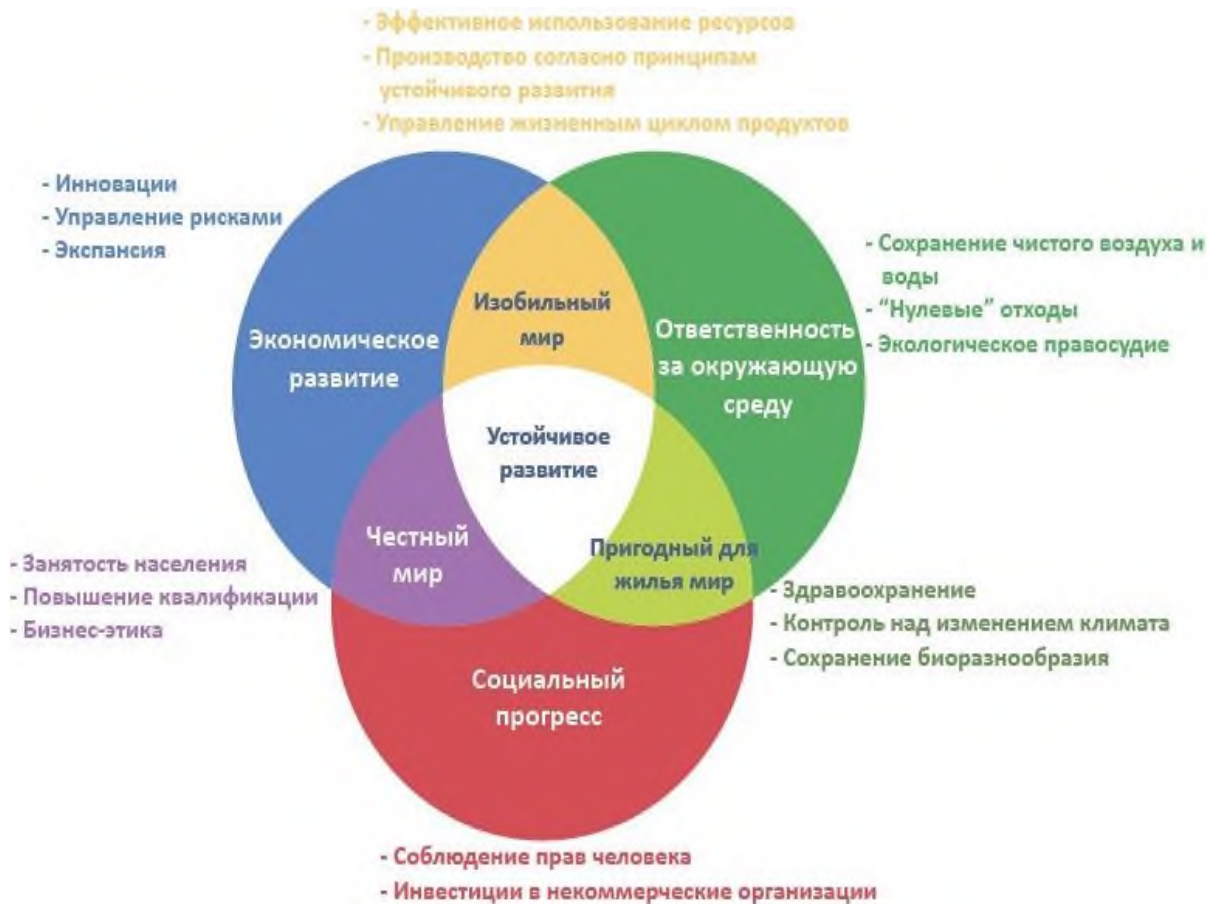 - Эффективное использование ресурсов
- Производство согласно принципам
устойчивого развития
- Управление жизненным циклом продуктов
- Инновации
- Управление рисками
- Экспансия
- Сохранение чистого воздуха и
воды
- “Нулевые” отходы
- Экологическое правосудие
Изобильный
мир
Экономическое
развитие
Ответственность
за окружающую
среду
Устойчивое
развитие
Честный
мир
Пригодный для
жилья мир
- Занятость населения
- Повышение квалификации
- Бизнес-этика
- Здравоохранение
- Контроль над изменением климата
- Сохранение биоразнообразия
Социальный
прогресс
- Соблюдение прав человека
- Инвестиции в некоммерческие организации